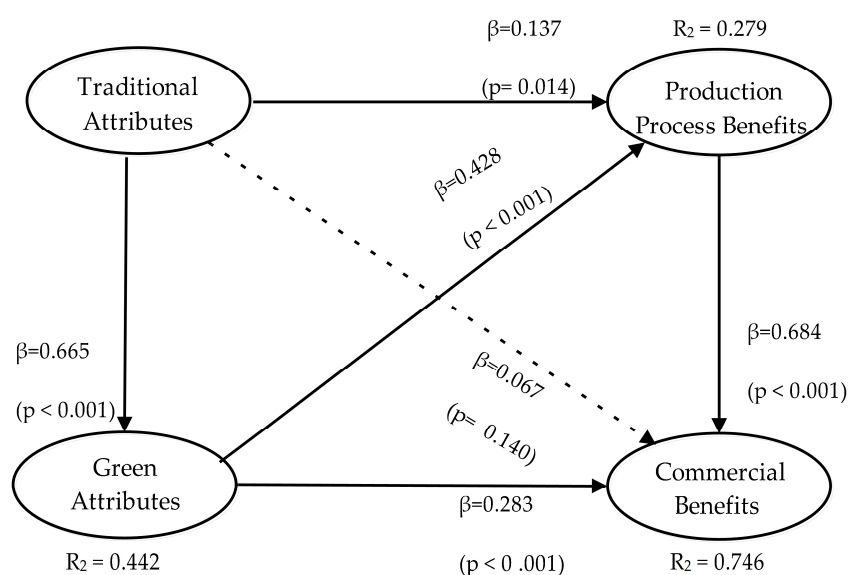 β=0.137
R₂ = 0.279
Traditional
Attributes
(p= 0.014)
Production
Process Benefits
β=0.428
(p < 0.001)
β=0.665
(p < 0.001)
β=0.067
(p= 0.140)
β=0.684
(p < 0.001)
Green
Attributes
Commercial
Benefits
β=0.283
R₂ = 0.442
(p < 0 .001)
R₂ = 0.746